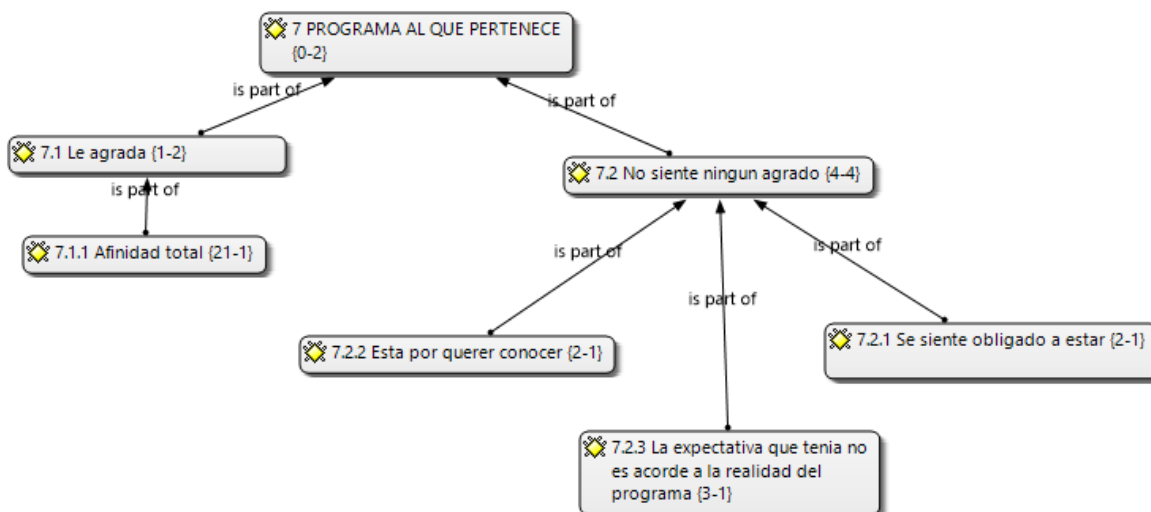 7 PROGRAMA AL QUE PERTENECE
{0-2}
is part of
is part of
7.1 Le agrada {1-2}
7.2 No siente ningun agrado {4-4}
is part of
7.1.1 Afinidad total {21-1}
is part of
is part of
is part of
7.2.2 Esta por querer conocer {2-1}
7.2.1 Se siente obligado a estar {2-1}
7.2.3 La expectativa que tenia no
es acorde a la realidad del
programa {3-1}